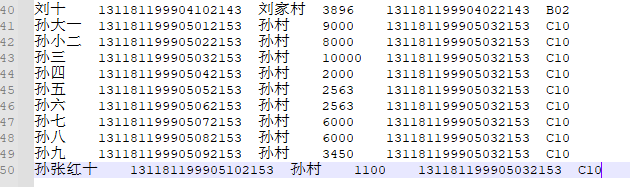 40 刘十 131181199904102143 刘家村 3896 131181199904022143 B02
41 孙大一 131181199905012153 孙村 9000 131181199905032153 C10
42 孙小二 131181199905022153 孙村 8000 131181199905032153 C10
43 孙三 131181199905032153 孙村 10000 131181199905032153 C10
44 孙四 131181199905042153 孙村 2000 131181199905032153 C10
45 孙五 131181199905052153 孙村 2563 131181199905032153 C10
46 孙六 131181199905062153 孙村 2563 131181199905032153 C10
47 孙七 131181199905072153 孙村 6000 131181199905032153 C10
48 孙八 131181199905082153 孙村 6000 131181199905032153 C10
49 孙九 131181199905092153 孙村 3450 131181199905032153 C10
50 孙张红十 131181199905102153 孙村 1100 131181199905032153 C10